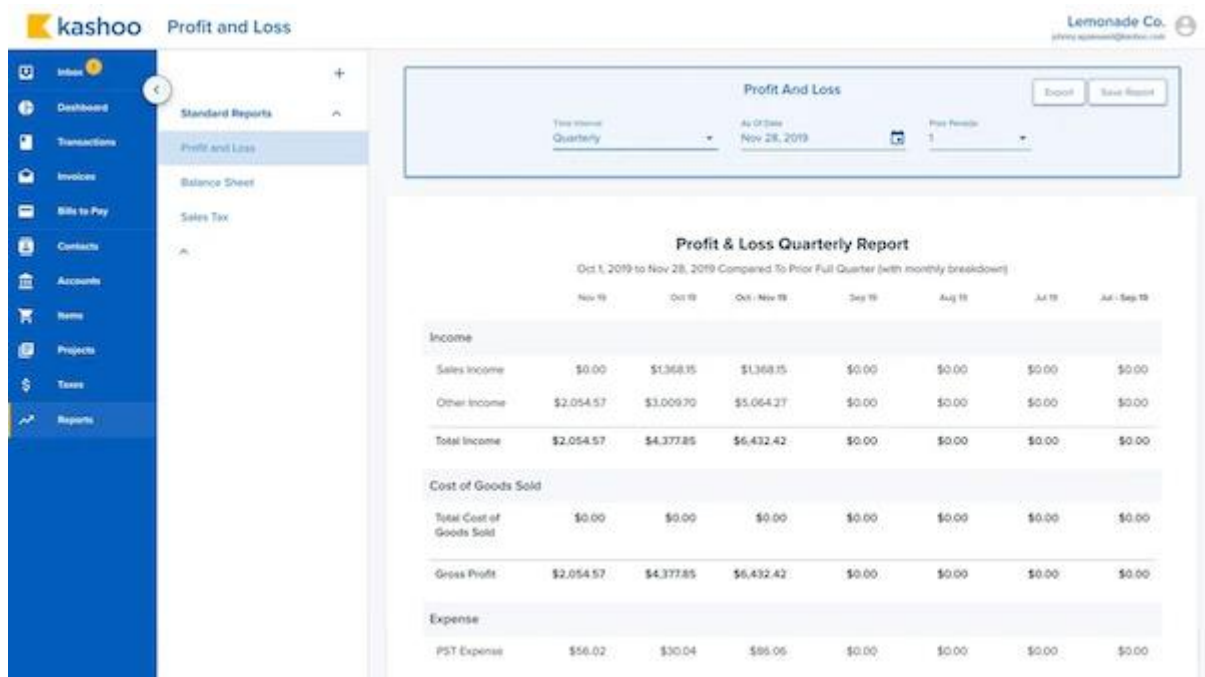 kashoo
Profit and Loss
Lemonade Co.
Inbox
Dashboard
Transactions
Invoices
Bills to Pay
Contacts
Accounts
Items
Projects
Taxes
Reports
+
Standard Reports
Profit and Loss
Balance Sheet
Sales Tax
Profit And Loss
Export Save Report
Time Interval As Of Date Prior Periods
Quarterly Nov 28, 2019 1
Profit & Loss Quarterly Report
Oct 1, 2019 to Nov 28, 2019 Compared To Prior Full Quarter (with monthly breakdown)
Nov 19 Oct 19 Oct - Nov 19 Sep 19 Aug 19 Jul 19 Jul - Sep 19
Income
Sales Income $0.00 $1,368.15 $1,368.15 $0.00 $0.00 $0.00 $0.00
Other Income $2,054.57 $3,009.70 $5,064.27 $0.00 $0.00 $0.00 $0.00
Total Income $2,054.57 $4,377.85 $6,432.42 $0.00 $0.00 $0.00 $0.00
Cost of Goods Sold
Total Cost of $0.00 $0.00 $0.00 $0.00 $0.00 $0.00 $0.00
Goods Sold
Gross Profit $2,054.57 $4,377.85 $6,432.42 $0.00 $0.00 $0.00 $0.00
Expense
PST Expense $56.02 $30.04 $86.06 $0.00 $0.00 $0.00 $0.00